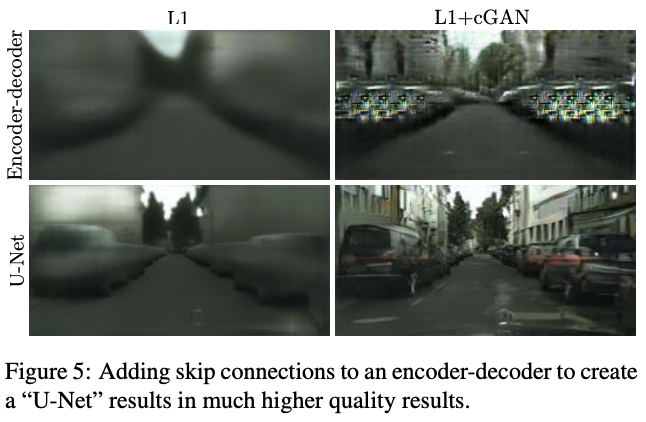 L1
L1+cGAN
Encoder-decoder
U-Net
Figure 5: Adding skip connections to an encoder-decoder to create
a “U-Net” results in much higher quality results.